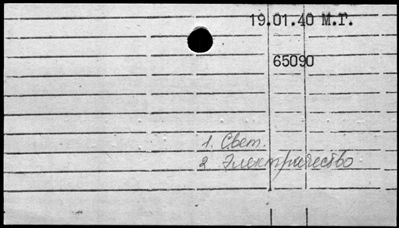 19.01.40 М.Г.
65090
1. Свет.
2 Электричество